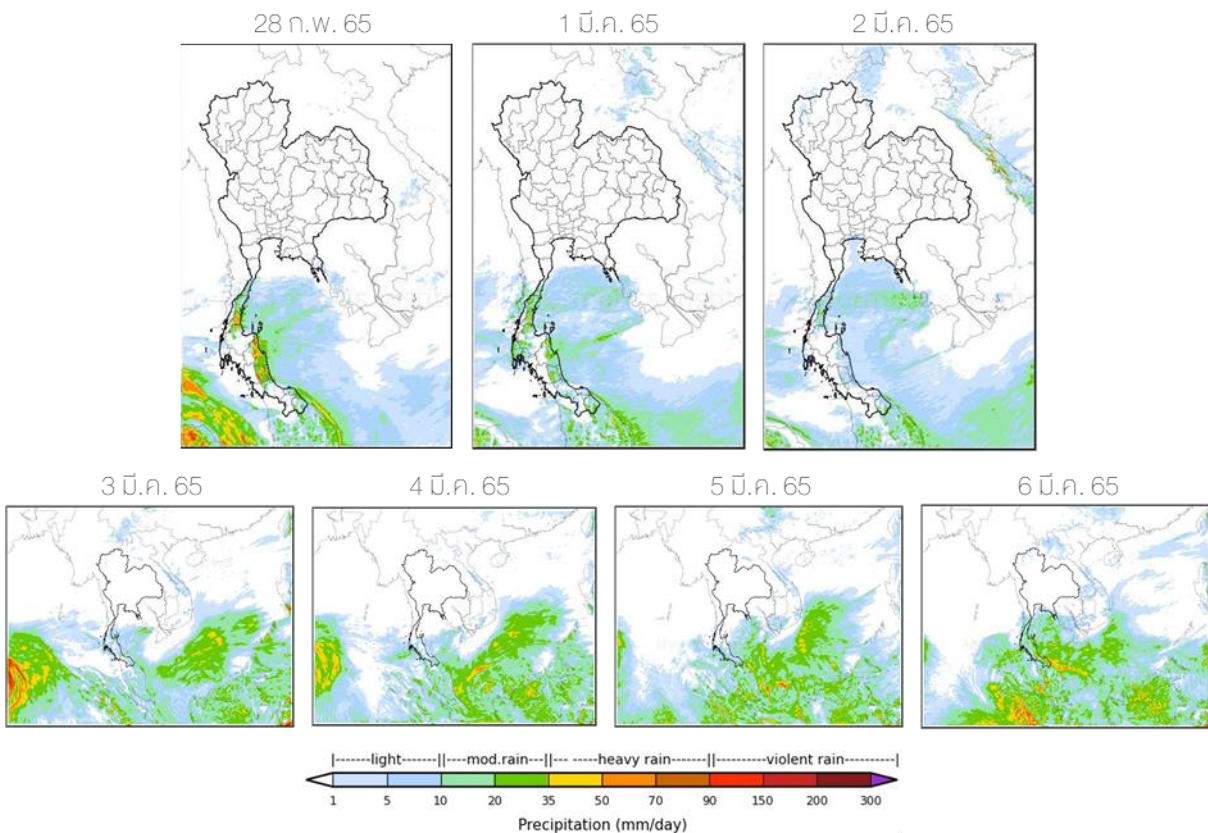 28 ก.พ. 65
1 มี.ค. 65
2 มี.ค. 65
3 มี.ค. 65
4 มี.ค. 65
5 มี.ค. 65
6 มี.ค. 65
|-------light------||---mod.rain---||--- ------heavy rain------||-------violent rain-------|
1 5 10 20 35 50 70 90 150 200 300
Precipitation (mm/day)